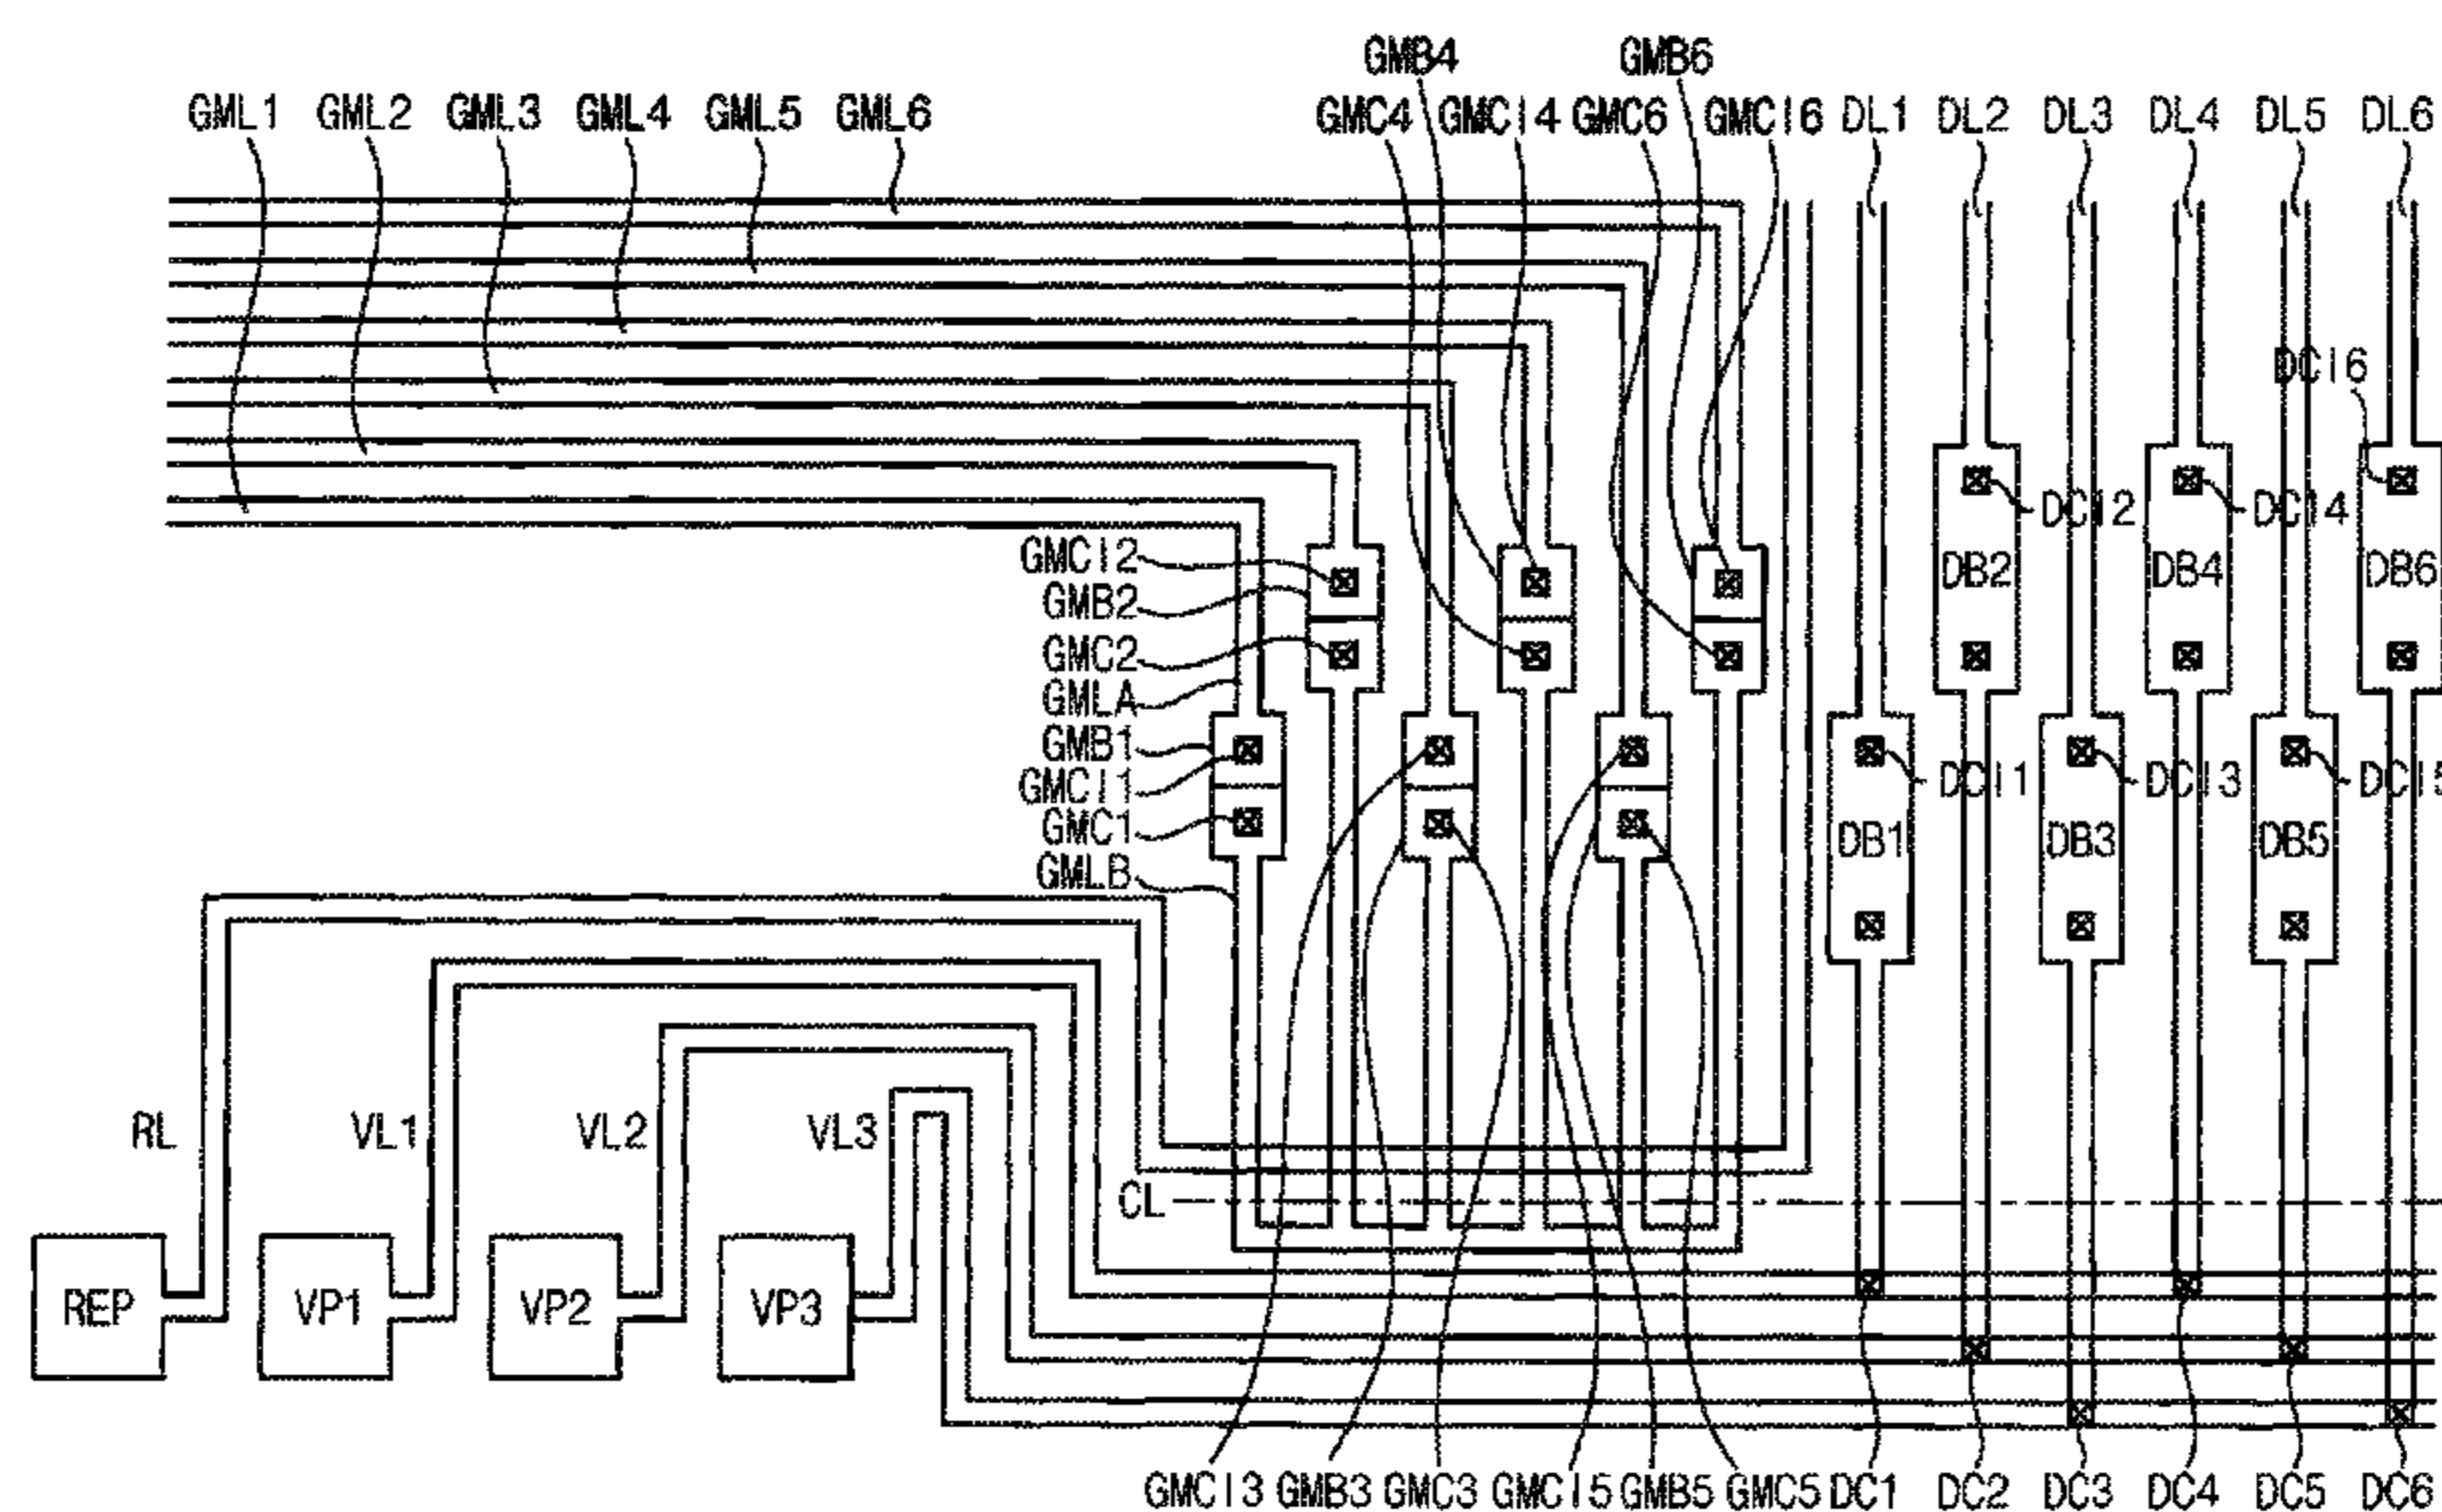 GMB4 GMB6
GML1 GML2 GML3 GML4 GML5 GML6 GMC4 GMCI4 GMC6 GMCI6 DL1 DL2 DL3 DL4 DL5 DL6
DCI6
DCI2 DCI4
GMCI2
DB2 DB4 DB6
GMB2
GMC2
GMLA
GMB1
GMCI1 DCI1 DCI3 DCI5
GMC1
DB1 DB3 DB5
GMLB
RL VL1 VL2 VL3
CL
REP VP1 VP2 VP3
GMCI3 GMB3 GMC3 GMCI5 GMB5 GMC5 DC1 DC2 DC3 DC4 DC5 DC6